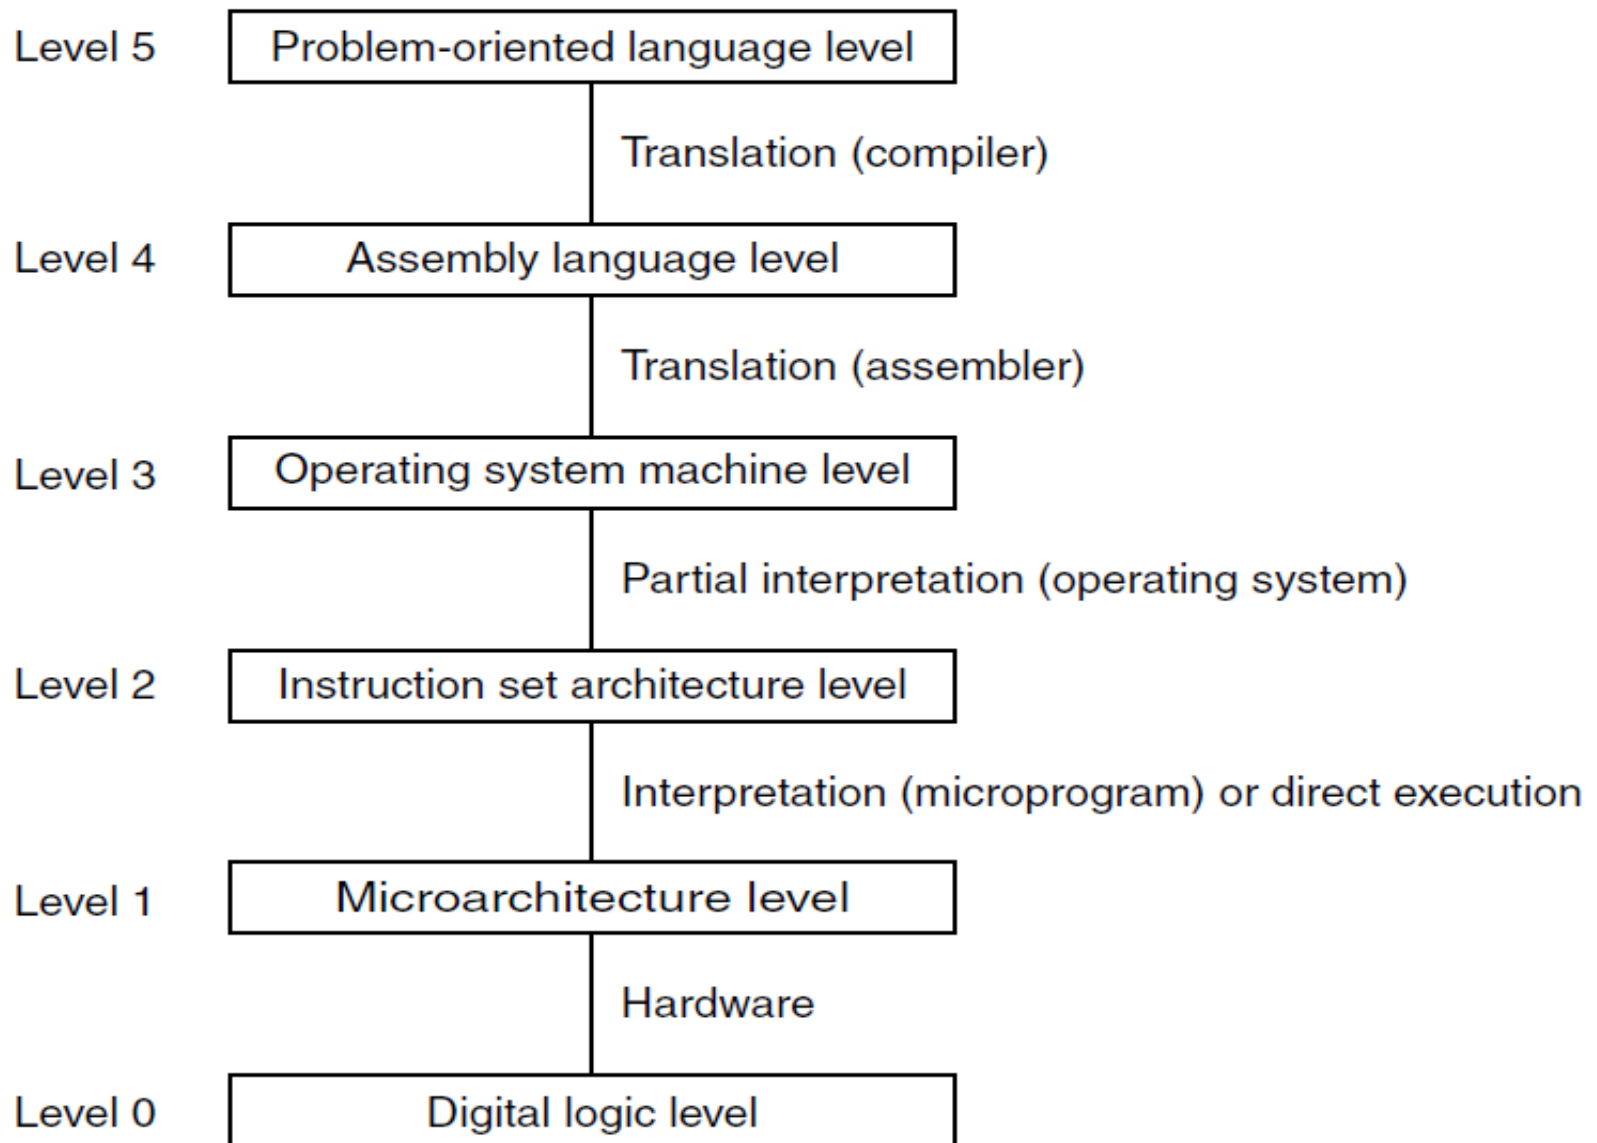 Level 5 Problem-oriented language level
Translation (compiler)
Level 4 Assembly language level
Translation (assembler)
Level 3 Operating system machine level
Partial interpretation (operating system)
Level 2 Instruction set architecture level
Interpretation (microprogram) or direct execution
Level 1 Microarchitecture level
Hardware
Level 0 Digital logic level